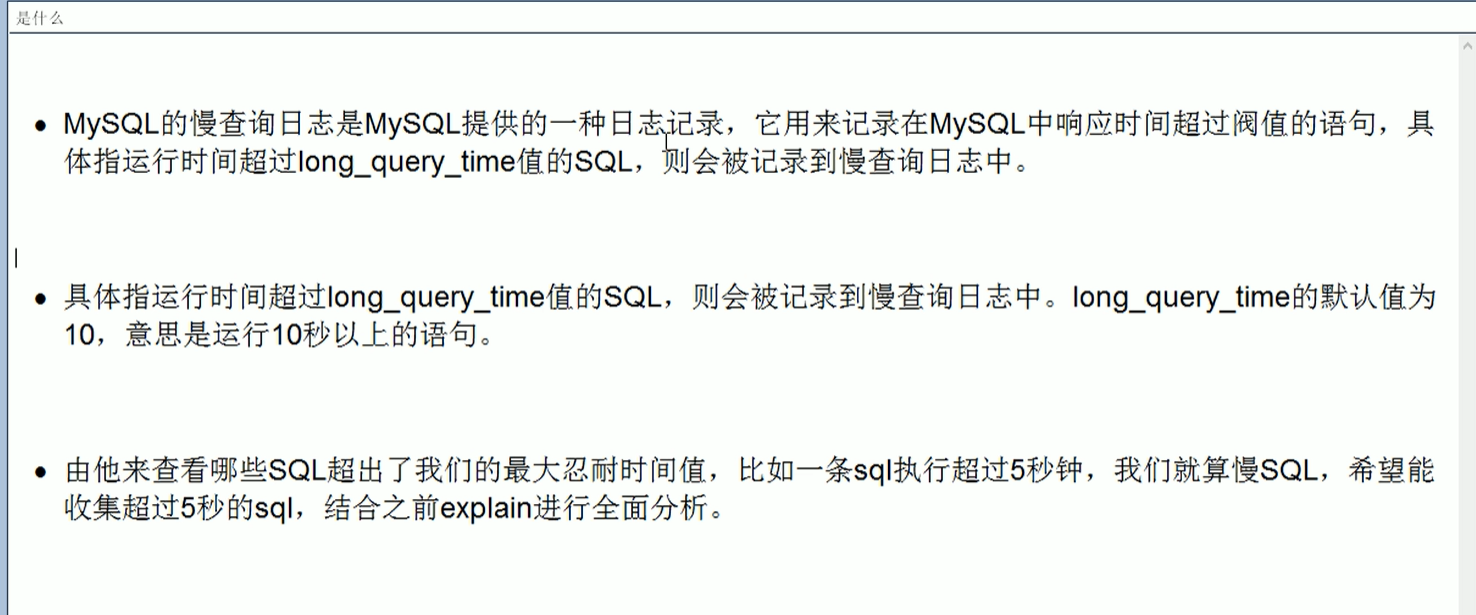 是什么
● MySQL的慢查询日志是MySQL提供的一种日志记录，它用来记录在MySQL中响应时间超过阀值的语句，具
体指运行时间超过long_query_time值的SQL，则会被记录到慢查询日志中。
● 具体指运行时间超过long_query_time值的SQL，则会被记录到慢查询日志中。long_query_time的默认值为
10，意思是运行10秒以上的语句。
● 由他来查看哪些SQL超出了我们的最大忍耐时间值，比如一条sql执行超过5秒钟，我们就算慢SQL，希望能
收集超过5秒的sql，结合之前explain进行全面分析。